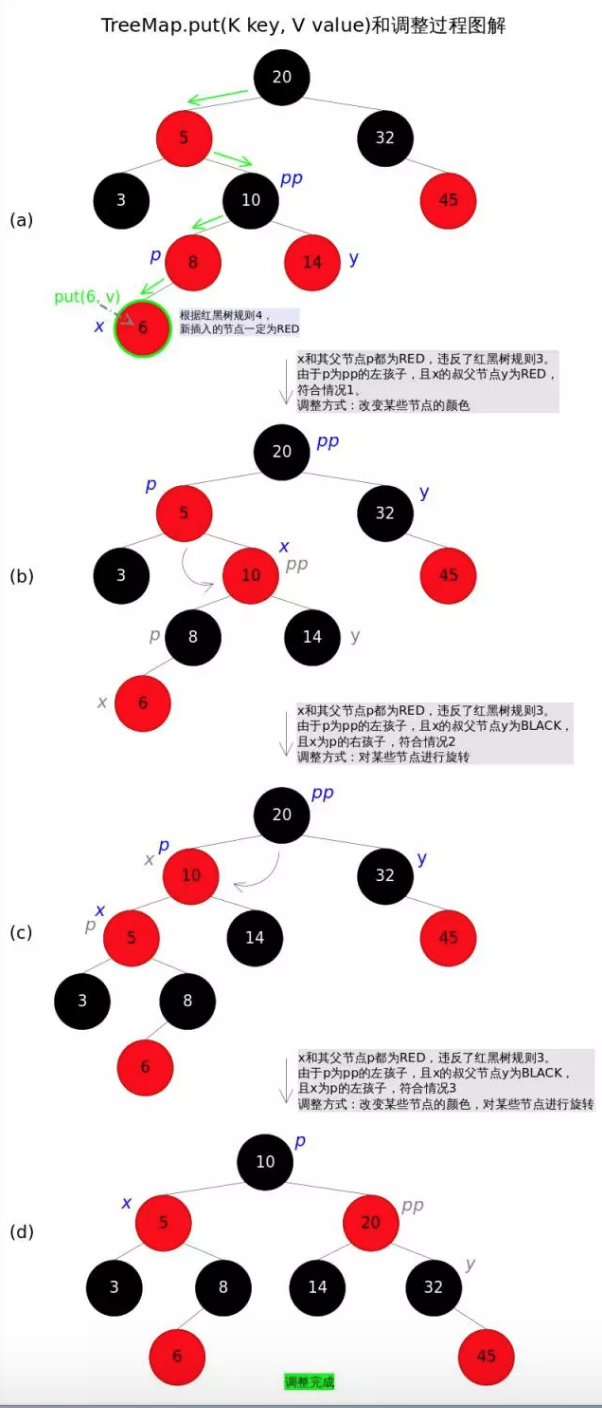 TreeMap.put(K key, V value)和调整过程图解
20
5
32
3
10
pp
45
(a)
p
8
14
y
put(6, v)
x
6
根据红黑树规则4，
新插入的节点一定为RED
x和其父节点p都为RED，违反了红黑树规则3。
由于p为pp的左孩子，且x的叔父节点y为RED，
符合情况1。
调整方式：改变某些节点的颜色
20
pp
p
5
32
y
(b)
3
x
10
pp
45
p
8
14
y
x
6
x和其父节点p都为RED，违反了红黑树规则3。
由于p为pp的左孩子，且x的叔父节点y为BLACK，
且x为p的右孩子，符合情况2
调整方式：对某些节点进行旋转
20
pp
x
p
10
32
y
(c)
p
x
5
14
45
3
8
6
x和其父节点p都为RED，违反了红黑树规则3。
由于p为pp的左孩子，且x的叔父节点y为BLACK，
且x为p的左孩子，符合情况3
调整方式：改变某些节点的颜色，对某些节点进行旋转
10
p
x
5
20
pp
(d)
3
8
14
32
y
6
45
调整完成